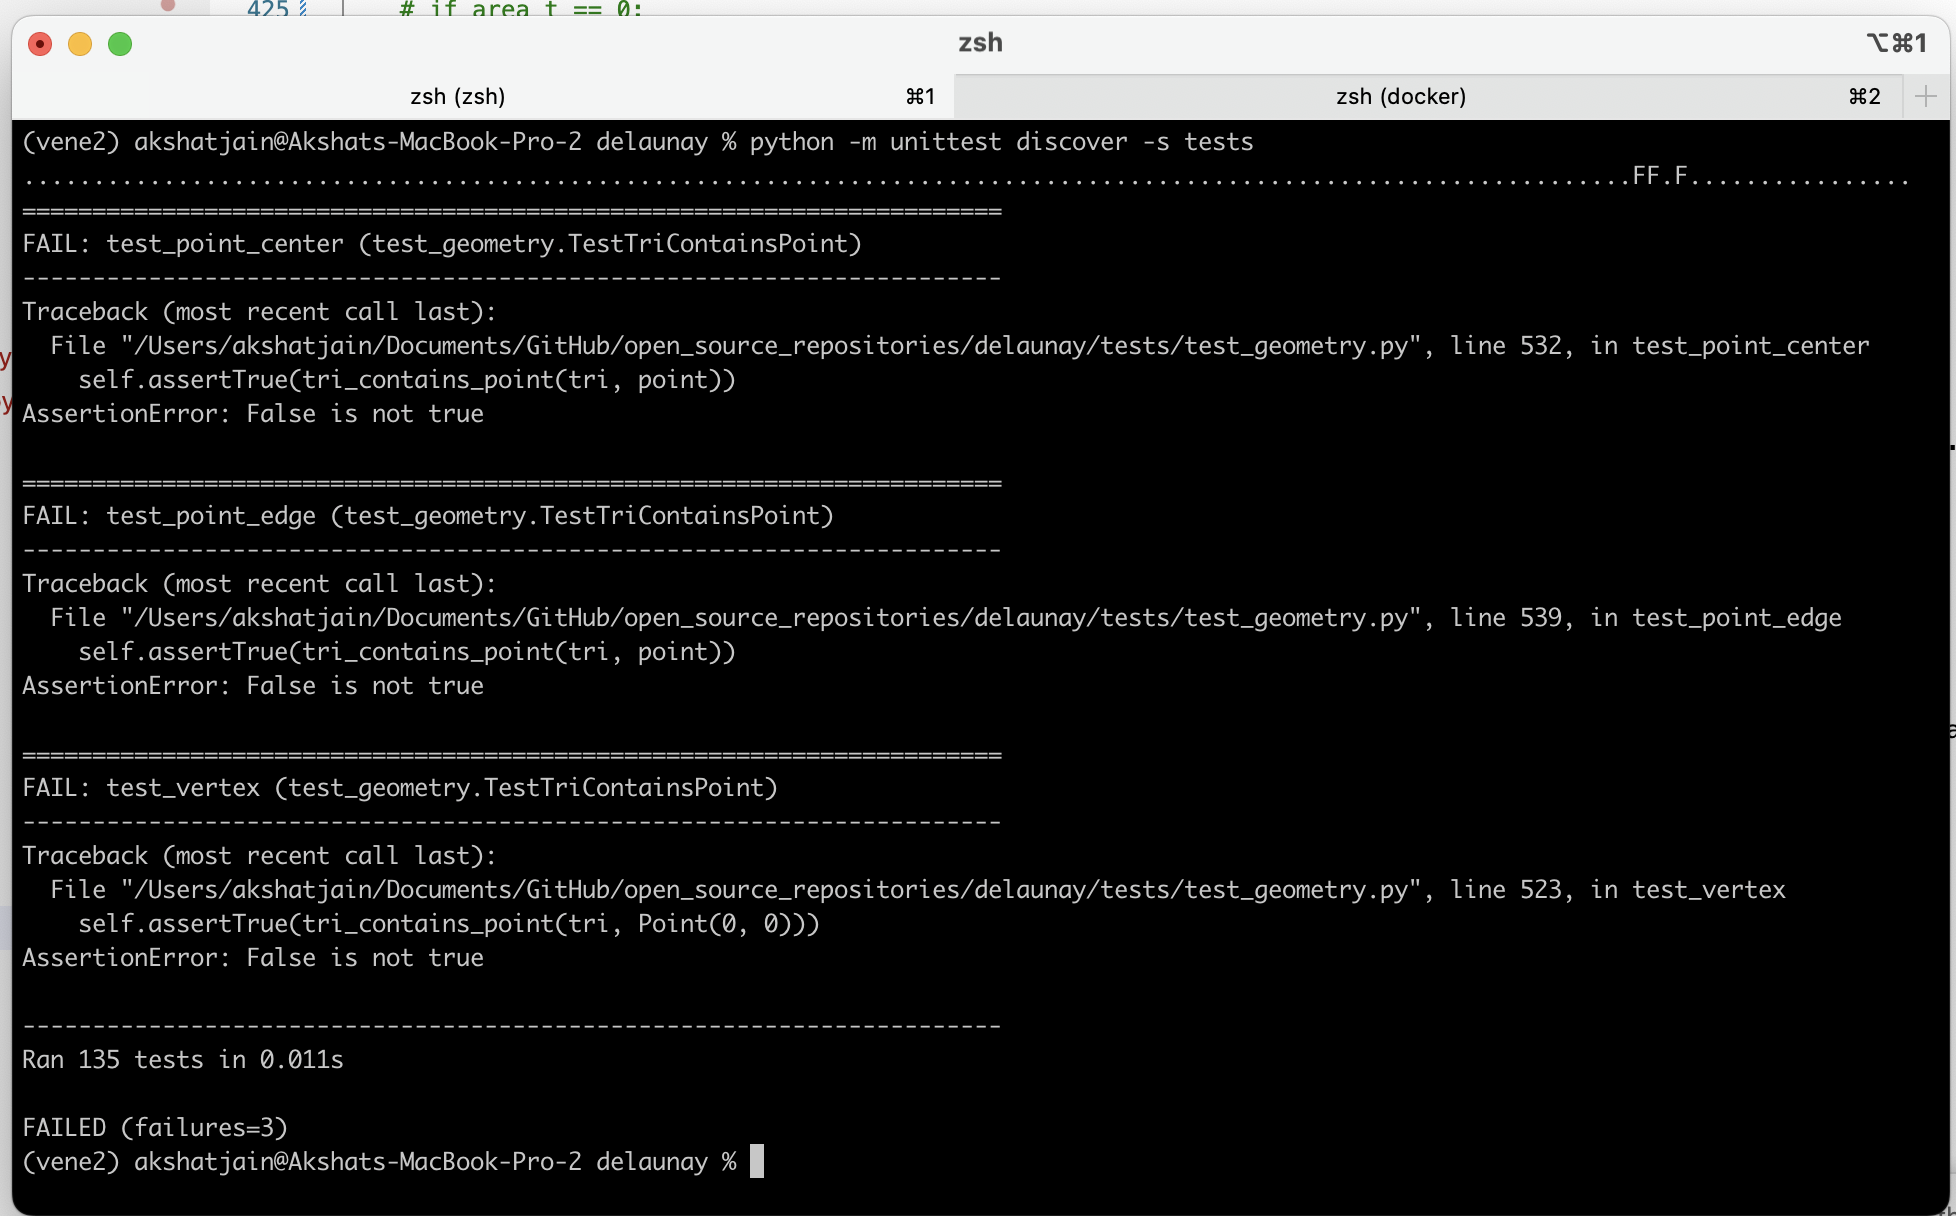 425 # if area_t == 0:
zsh ⌥⌘1
zsh (zsh) ⌘1 zsh (docker) ⌘2
(vene2) akshatjain@Akshats-MacBook-Pro-2 delaunay % python -m unittest discover -s tests
...................................................................................................................FF.F................
======================================================================
FAIL: test_point_center (test_geometry.TestTriContainsPoint)
----------------------------------------------------------------------
Traceback (most recent call last):
  File "/Users/akshatjain/Documents/GitHub/open_source_repositories/delaunay/tests/test_geometry.py", line 532, in test_point_center
    self.assertTrue(tri_contains_point(tri, point))
AssertionError: False is not true
======================================================================
FAIL: test_point_edge (test_geometry.TestTriContainsPoint)
----------------------------------------------------------------------
Traceback (most recent call last):
  File "/Users/akshatjain/Documents/GitHub/open_source_repositories/delaunay/tests/test_geometry.py", line 539, in test_point_edge
    self.assertTrue(tri_contains_point(tri, point))
AssertionError: False is not true
======================================================================
FAIL: test_vertex (test_geometry.TestTriContainsPoint)
----------------------------------------------------------------------
Traceback (most recent call last):
  File "/Users/akshatjain/Documents/GitHub/open_source_repositories/delaunay/tests/test_geometry.py", line 523, in test_vertex
    self.assertTrue(tri_contains_point(tri, Point(0, 0)))
AssertionError: False is not true
----------------------------------------------------------------------
Ran 135 tests in 0.011s
FAILED (failures=3)
(vene2) akshatjain@Akshats-MacBook-Pro-2 delaunay %